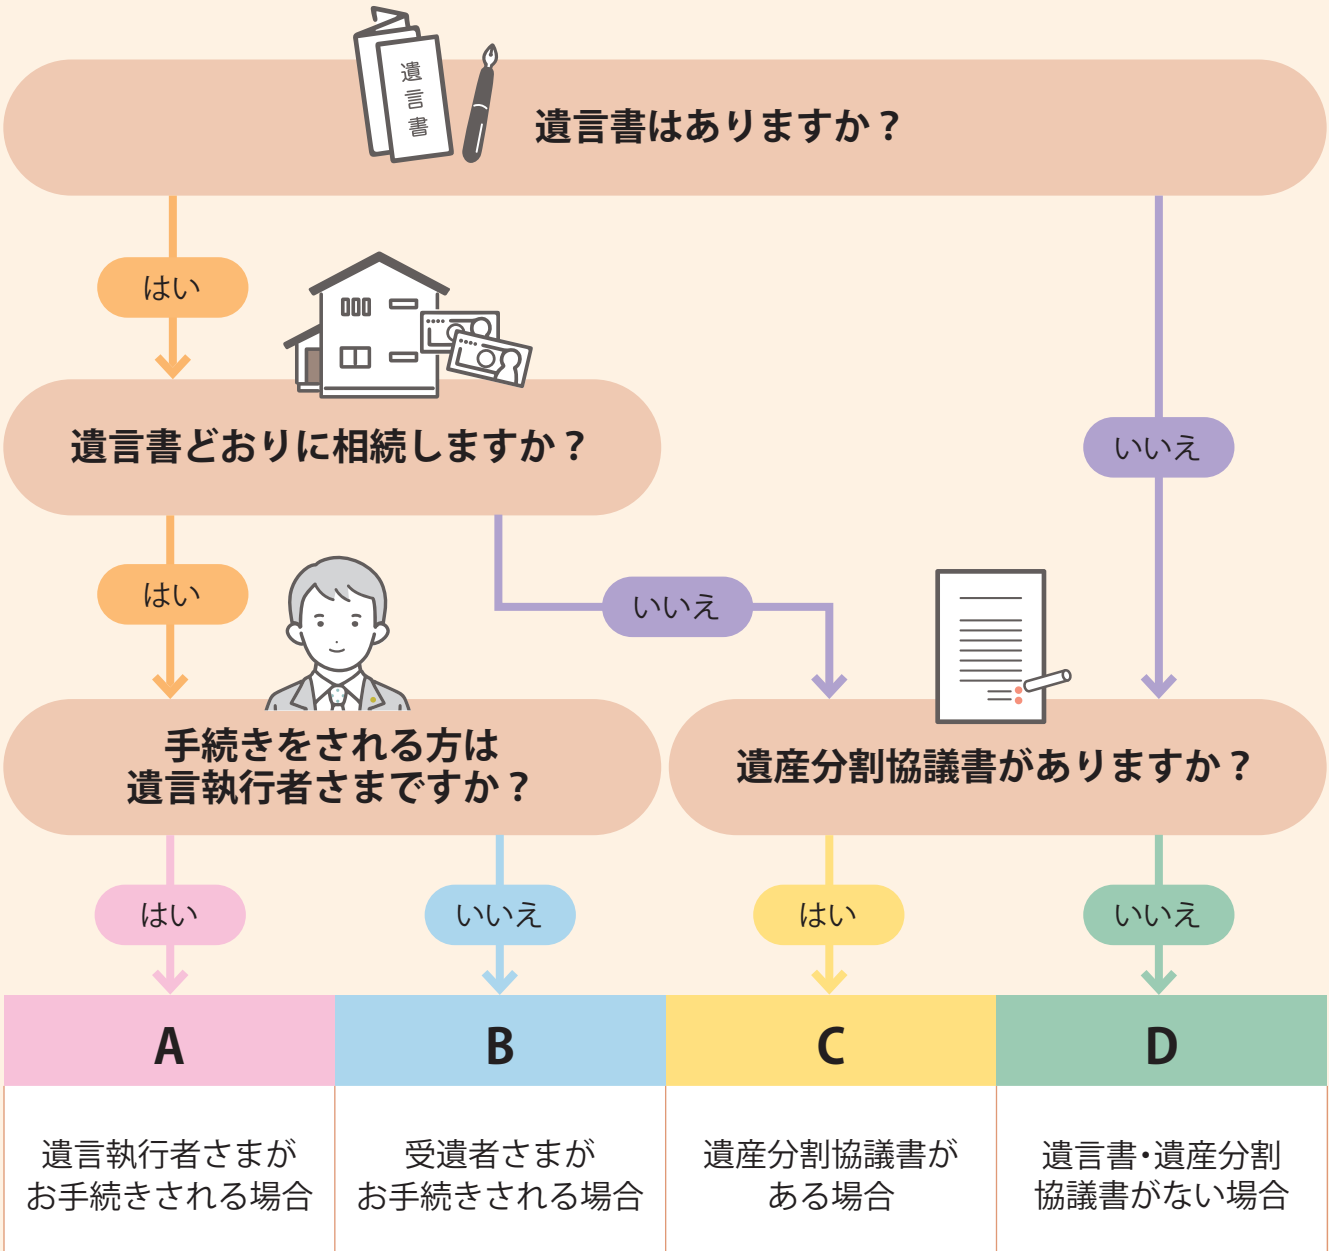 遺言書
遺言書はありますか？
はい
いいえ
遺言書どおりに相続しますか？
はい
いいえ
手続きをされる方は
遺言執行者さまですか？
遺産分割協議書がありますか？
はい
いいえ
はい
いいえ
A
B
C
D
遺言執行者さまが
お手続きされる場合
受遺者さまが
お手続きされる場合
遺産分割協議書が
ある場合
遺言書・遺産分割
協議書がない場合